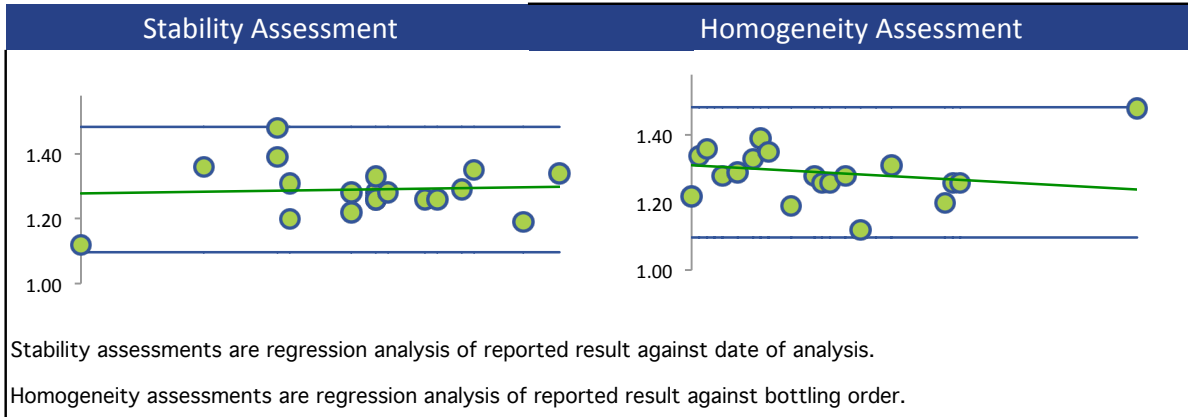 Stability Assessment
Homogeneity Assessment
1.40
1.20
1.00
1.40
1.20
1.00
Stability assessments are regression analysis of reported result against date of analysis.
Homogeneity assessments are regression analysis of reported result against bottling order.